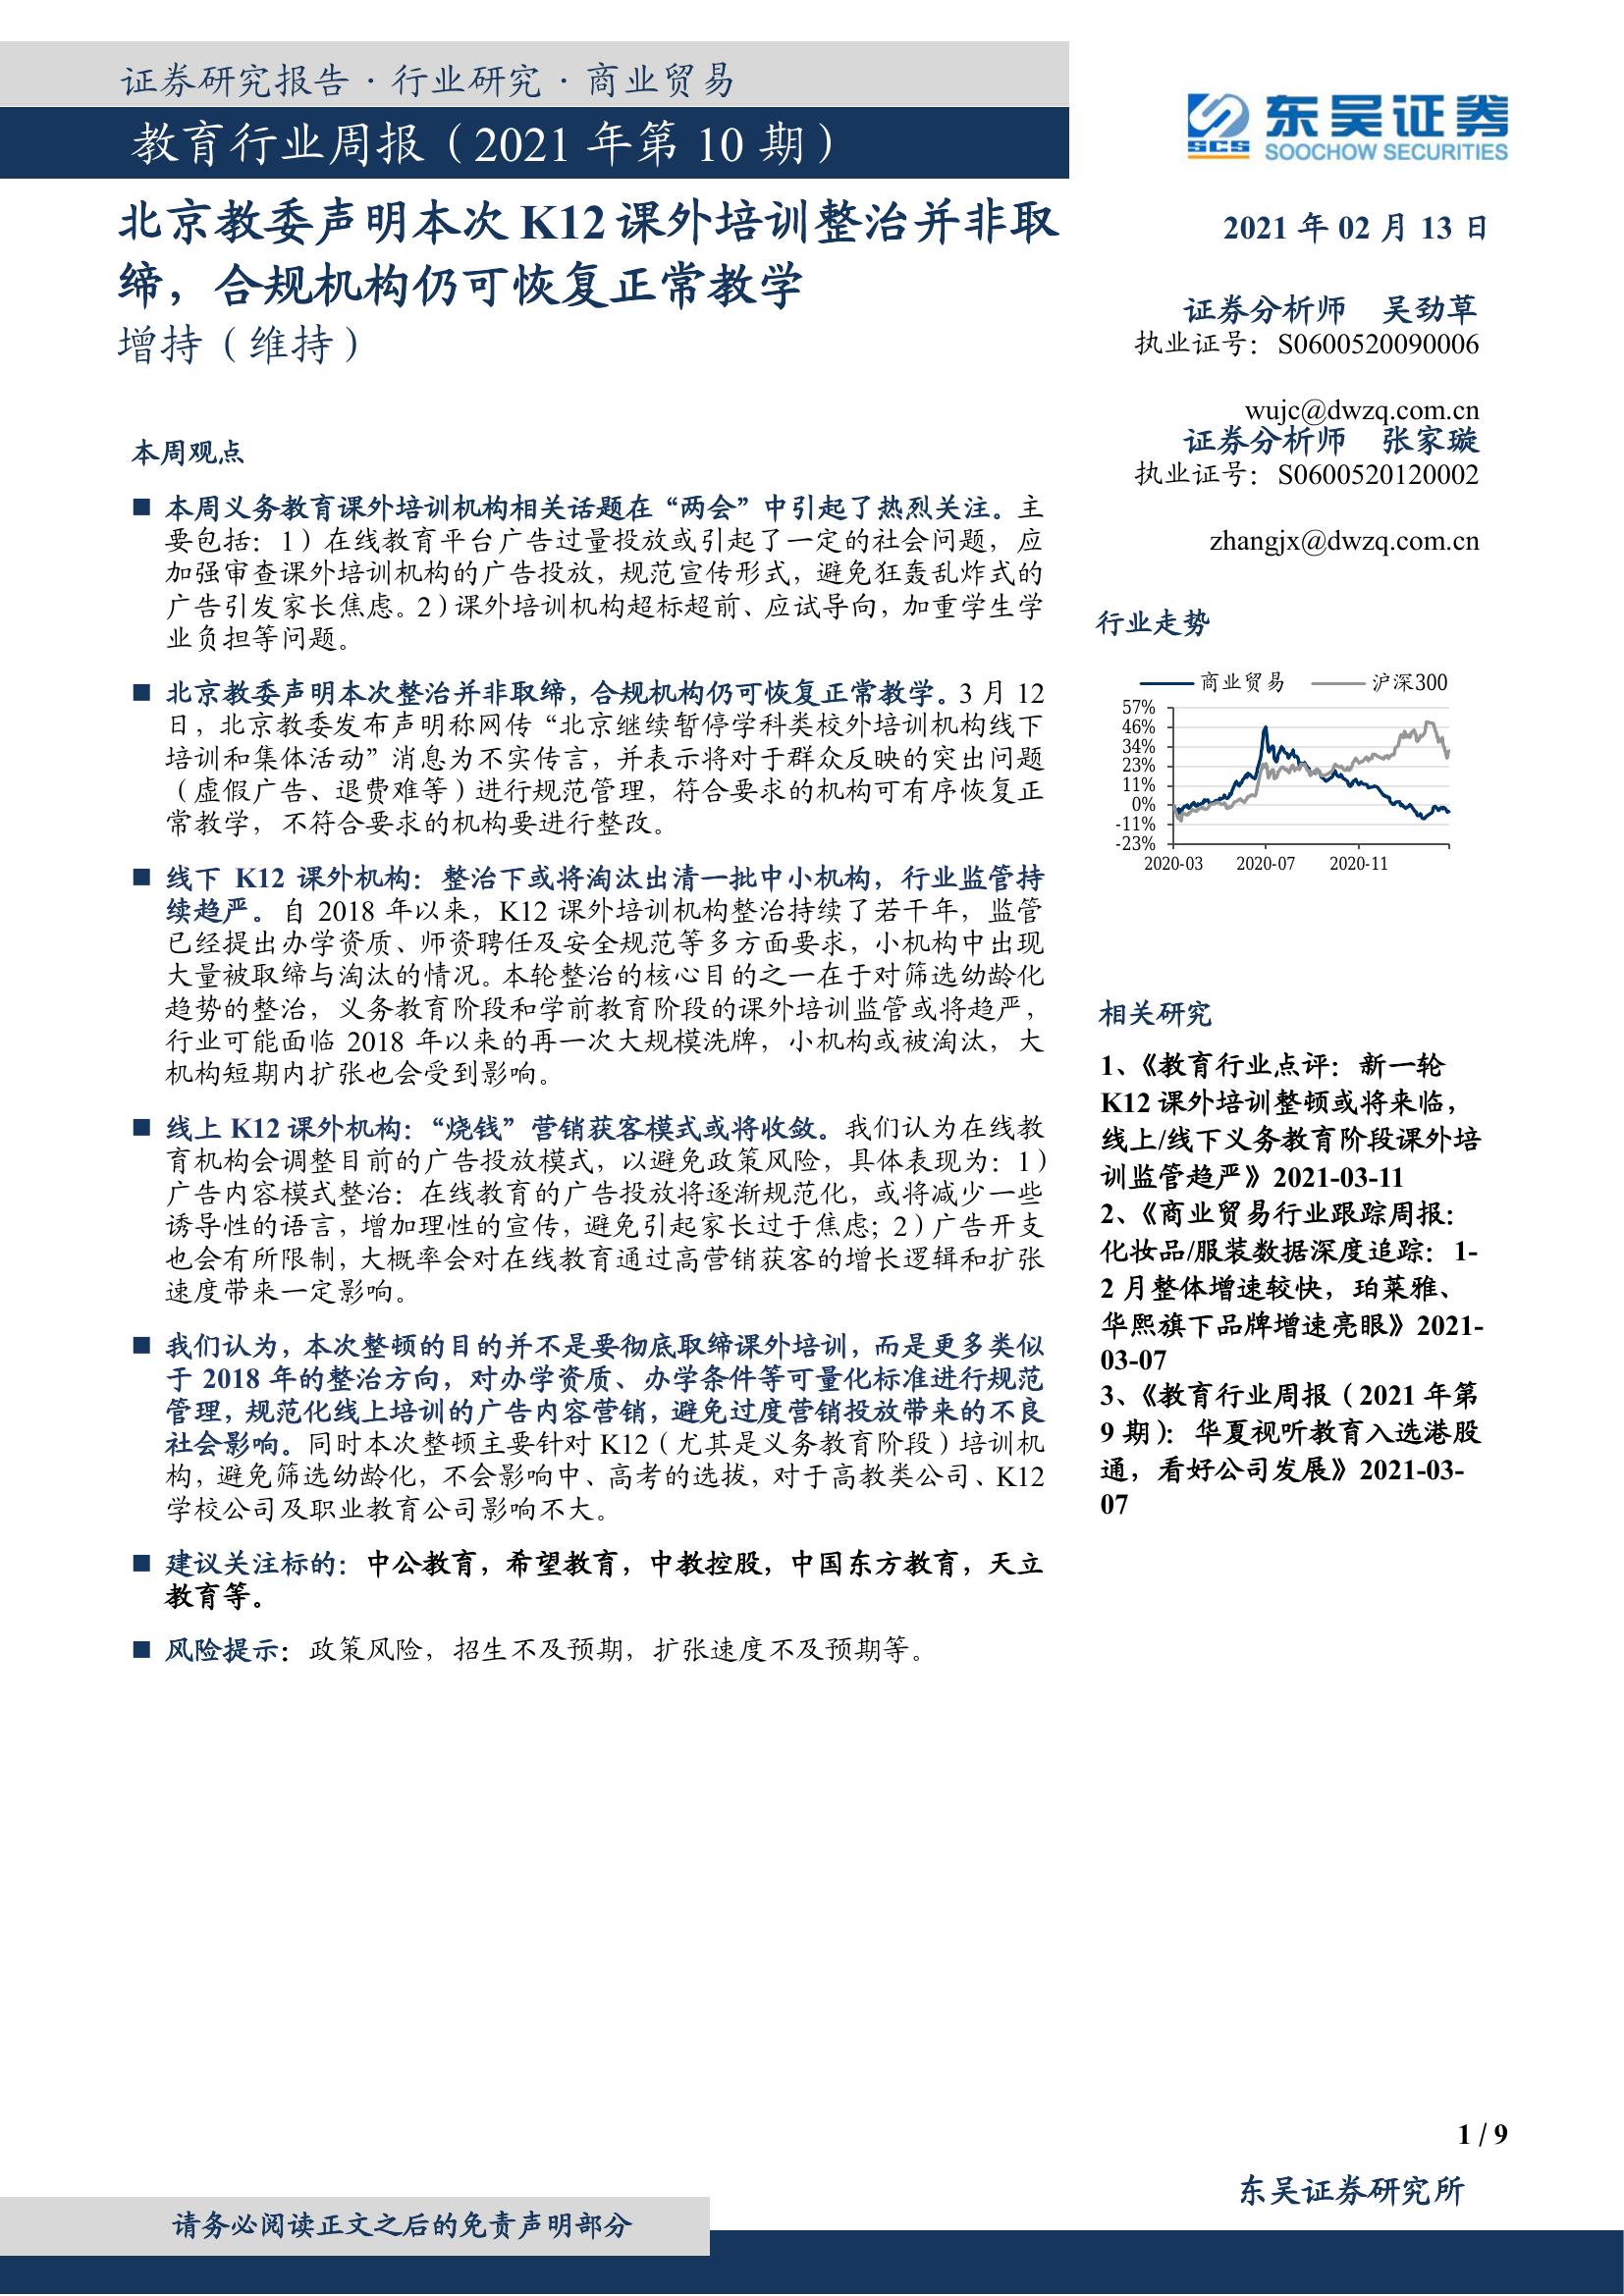 证券研究报告·行业研究·商业贸易
教育行业周报（2021 年第 10 期）
东吴证券
SCS
SOOCHOW SECURITIES
北京教委声明本次 K12 课外培训整治并非取
缔，合规机构仍可恢复正常教学
增持（维持）
本周观点
■ 本周义务教育课外培训机构相关话题在“两会”中引起了热烈关注。主
要包括：1）在线教育平台广告过量投放或引起了一定的社会问题，应
加强审查课外培训机构的广告投放，规范宣传形式，避免狂轰乱炸式的
广告引发家长焦虑。2）课外培训机构超标超前、应试导向，加重学生学
业负担等问题。
■ 北京教委声明本次整治并非取缔，合规机构仍可恢复正常教学。3 月 12
日，北京教委发布声明称网传“北京继续暂停学科类校外培训机构线下
培训和集体活动”消息为不实传言，并表示将对于群众反映的突出问题
（虚假广告、退费难等）进行规范管理，符合要求的机构可有序恢复正
常教学，不符合要求的机构要进行整改。
■ 线下 K12 课外机构：整治下或将淘汰出清一批中小机构，行业监管持
续趋严。自 2018 年以来，K12 课外培训机构整治持续了若干年，监管
已经提出办学资质、师资聘任及安全规范等多方面要求，小机构中出现
大量被取缔与淘汰的情况。本轮整治的核心目的之一在于对筛选幼龄化
趋势的整治，义务教育阶段和学前教育阶段的课外培训监管或将趋严，
行业可能面临 2018 年以来的再一次大规模洗牌，小机构或被淘汰，大
机构短期内扩张也会受到影响。
■ 线上 K12 课外机构：“烧钱”营销获客模式或将收敛。我们认为在线教
育机构会调整目前的广告投放模式，以避免政策风险，具体表现为：1）
广告内容模式整治：在线教育的广告投放将逐渐规范化，或将减少一些
诱导性的语言，增加理性的宣传，避免引起家长过于焦虑；2）广告开支
也会有所限制，大概率会对在线教育通过高营销获客的增长逻辑和扩张
速度带来一定影响。
■ 我们认为，本次整顿的目的并不是要彻底取缔课外培训，而是更多类似
于 2018 年的整治方向，对办学资质、办学条件等可量化标准进行规范
管理，规范化线上培训的广告内容营销，避免过度营销投放带来的不良
社会影响。同时本次整顿主要针对 K12（尤其是义务教育阶段）培训机
构，避免筛选幼龄化，不会影响中、高考的选拔，对于高教类公司、K12
学校公司及职业教育公司影响不大。
■ 建议关注标的：中公教育，希望教育，中教控股，中国东方教育，天立
教育等。
■ 风险提示：政策风险，招生不及预期，扩张速度不及预期等。
2021 年 02 月 13 日
证券分析师 吴劲草
执业证号：S0600520090006
wujc@dwzq.com.cn
证券分析师 张家璇
执业证号：S0600520120002
zhangjx@dwzq.com.cn
行业走势
商业贸易 沪深300
57%
46%
34%
23%
11%
0%
-11%
-23%
2020-03 2020-07 2020-11
相关研究
1、《教育行业点评：新一轮
K12 课外培训整顿或将来临，
线上/线下义务教育阶段课外培
训监管趋严》2021-03-11
2、《商业贸易行业跟踪周报：
化妆品/服装数据深度追踪：1-
2 月整体增速较快，珀莱雅、
华熙旗下品牌增速亮眼》2021-
03-07
3、《教育行业周报（2021 年第
9 期）：华夏视听教育入选港股
通，看好公司发展》2021-03-
07
1 / 9
东吴证券研究所
请务必阅读正文之后的免责声明部分